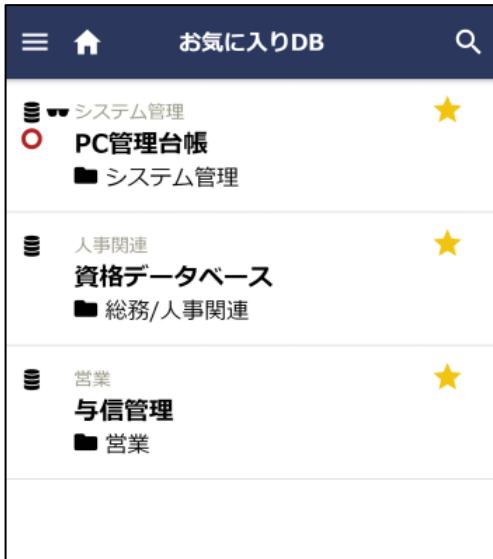 お気に入りDB
システム管理
PC管理台帳
システム管理
人事関連
資格データベース
総務/人事関連
営業
与信管理
営業